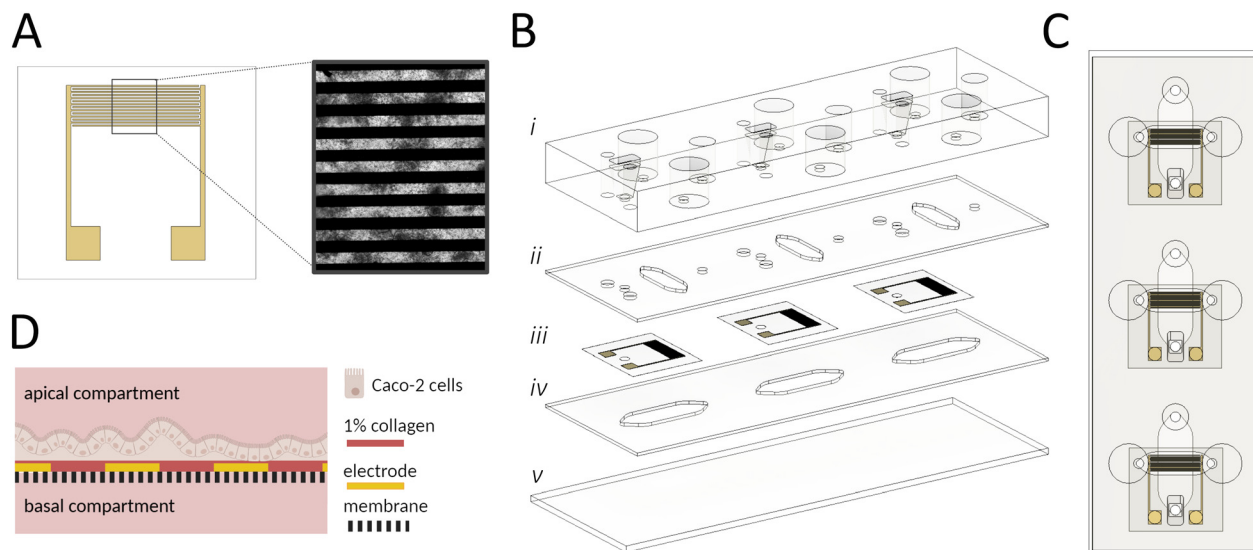 A
B
C
i
ii
iii
iv
v
D
apical compartment
basal compartment
Caco-2 cells
1% collagen
electrode
membrane